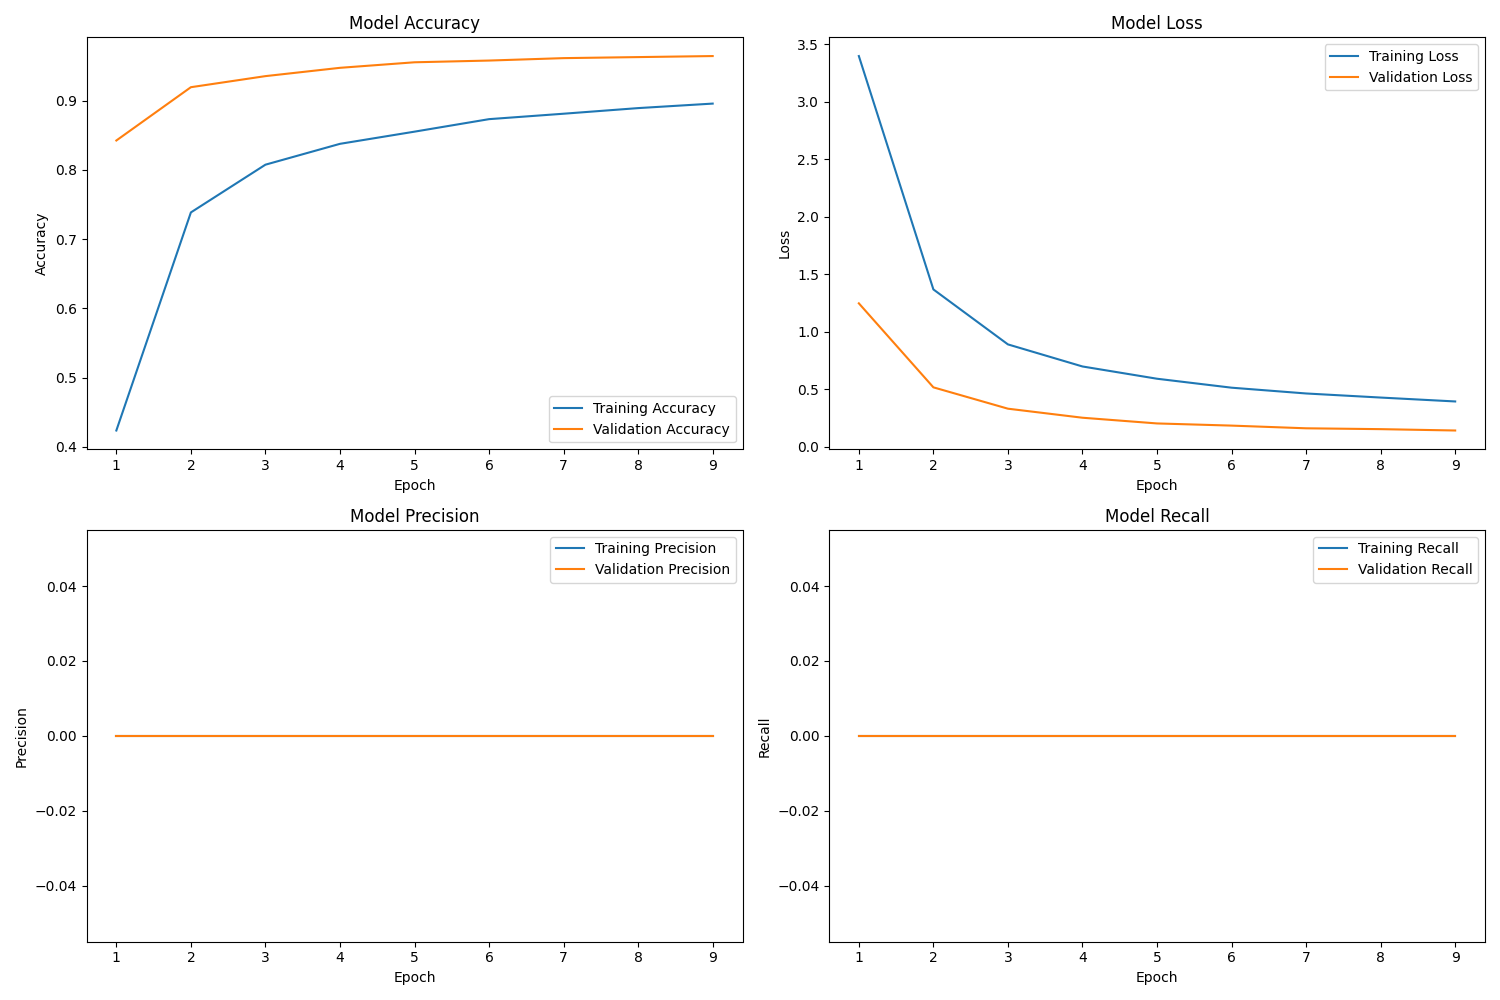 Model Accuracy
0.9
0.8
0.7
0.6
0.5
0.4
Accuracy
Training Accuracy
Validation Accuracy
1 2 3 4 5 6 7 8 9
Epoch
Model Loss
3.5
3.0
2.5
2.0
1.5
1.0
0.5
0.0
Loss
Training Loss
Validation Loss
1 2 3 4 5 6 7 8 9
Epoch
Model Precision
0.04
0.02
0.00
−0.02
−0.04
Precision
Training Precision
Validation Precision
1 2 3 4 5 6 7 8 9
Epoch
Model Recall
0.04
0.02
0.00
−0.02
−0.04
Recall
Training Recall
Validation Recall
1 2 3 4 5 6 7 8 9
Epoch